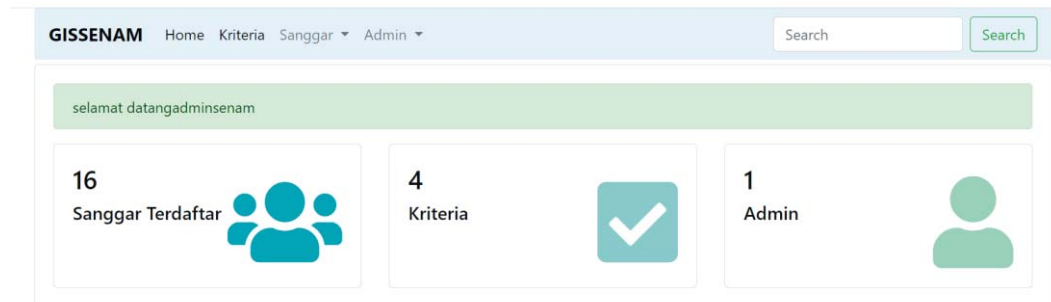 GISSENAM Home Kriteria Sanggar Admin Search Search
selamat datangadminsenam
16
Sanggar Terdaftar
4
Kriteria
1
Admin